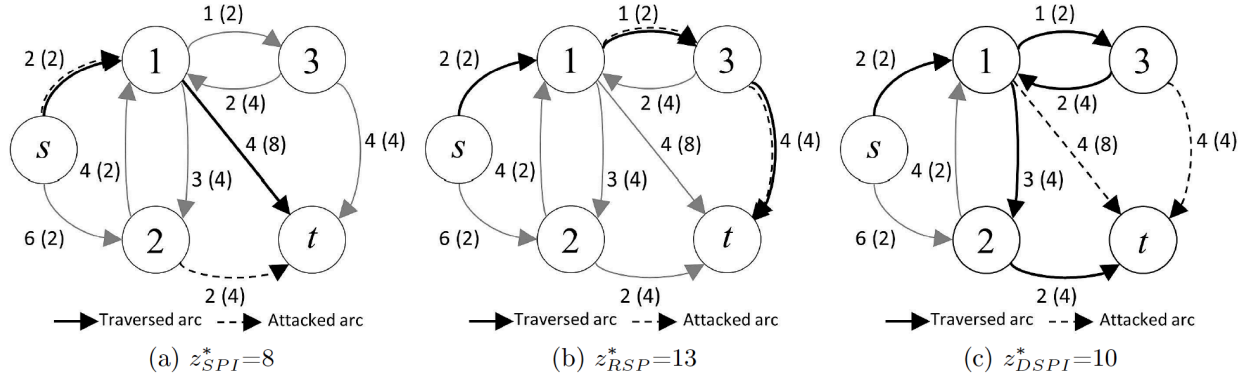 1 (2)
2 (2)
1
3
2 (4)
s
4 (8)
4 (4)
4 (2)
3 (4)
6 (2)
2
t
2 (4)
Traversed arc
Attacked arc
(a) z*SPI=8
1 (2)
2 (2)
1
3
2 (4)
s
4 (8)
4 (4)
4 (2)
3 (4)
6 (2)
2
t
2 (4)
Traversed arc
Attacked arc
(b) z*RSP=13
1 (2)
2 (2)
1
3
2 (4)
s
4 (8)
4 (4)
4 (2)
3 (4)
6 (2)
2
t
2 (4)
Traversed arc
Attacked arc
(c) z*DSPI=10